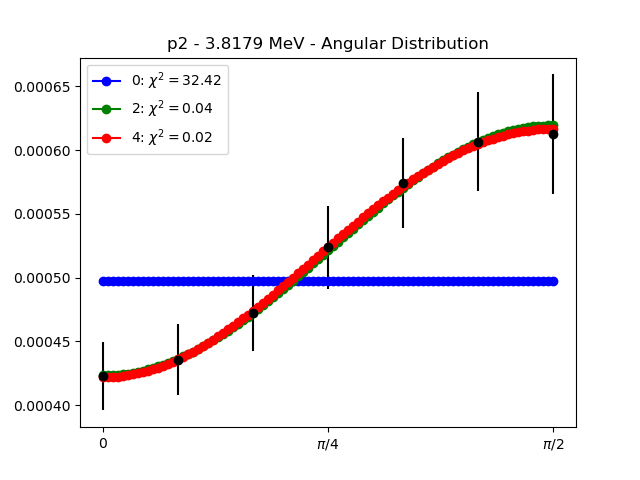 p2 - 3.8179 MeV - Angular Distribution
0: χ² = 32.42
2: χ² = 0.04
4: χ² = 0.02
0.00065
0.00060
0.00055
0.00050
0.00045
0.00040
0
π/4
π/2